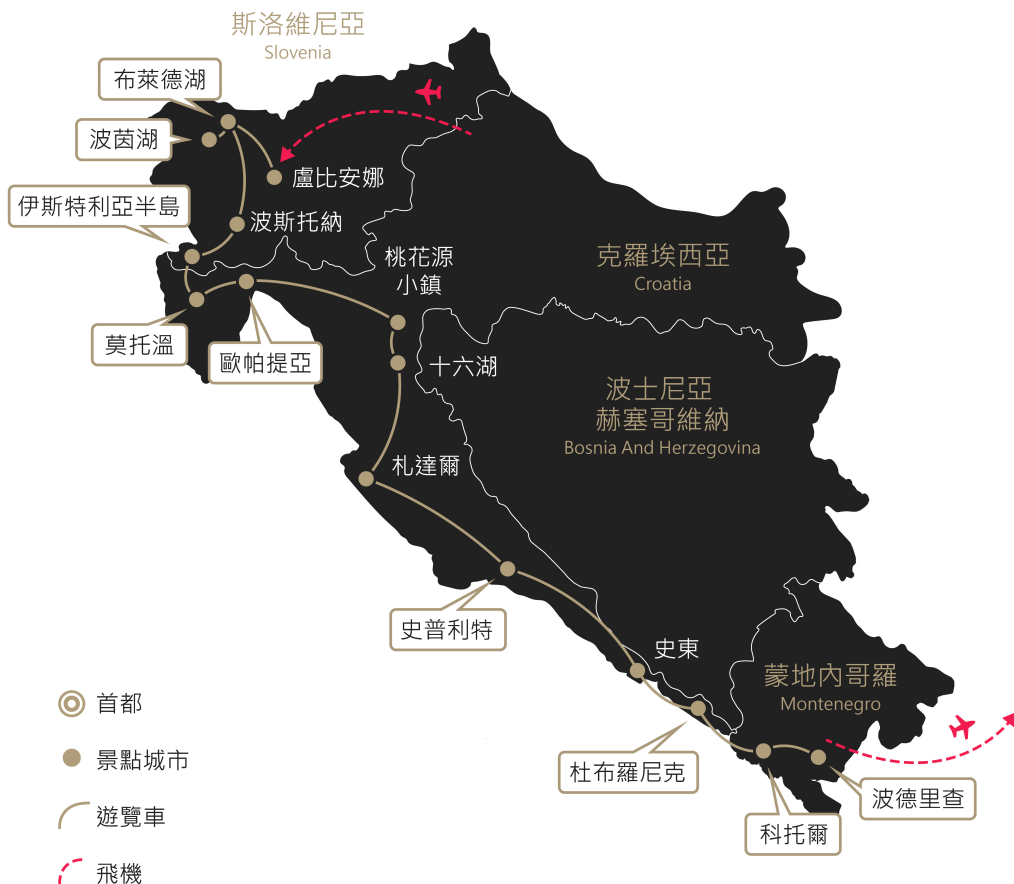 斯洛維尼亞
Slovenia
布萊德湖
波茵湖
盧比安娜
伊斯特利亞半島
波斯托納
桃花源
小鎮
克羅埃西亞
Croatia
莫托溫
歐帕提亞
十六湖
波士尼亞
赫塞哥維納
Bosnia And Herzegovina
札達爾
史普利特
史東
蒙地內哥羅
Montenegro
首都
景點城市
杜布羅尼克
波德里查
遊覽車
科托爾
飛機